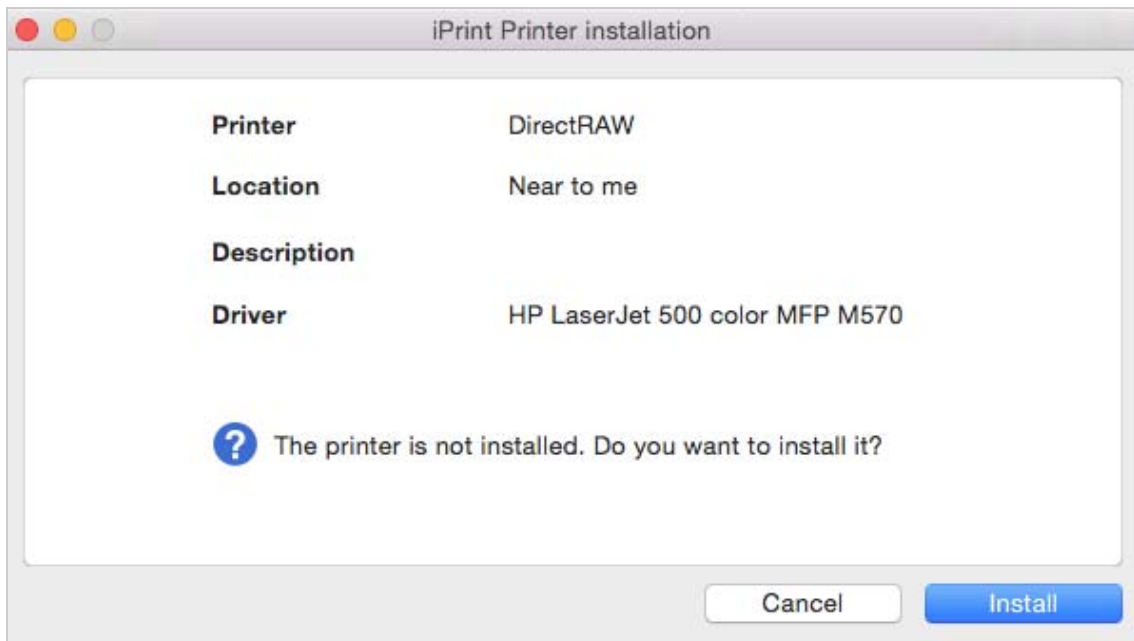 iPrint Printer installation
Printer DirectRAW
Location Near to me
Description
Driver HP LaserJet 500 color MFP M570
? The printer is not installed. Do you want to install it?
Cancel Install